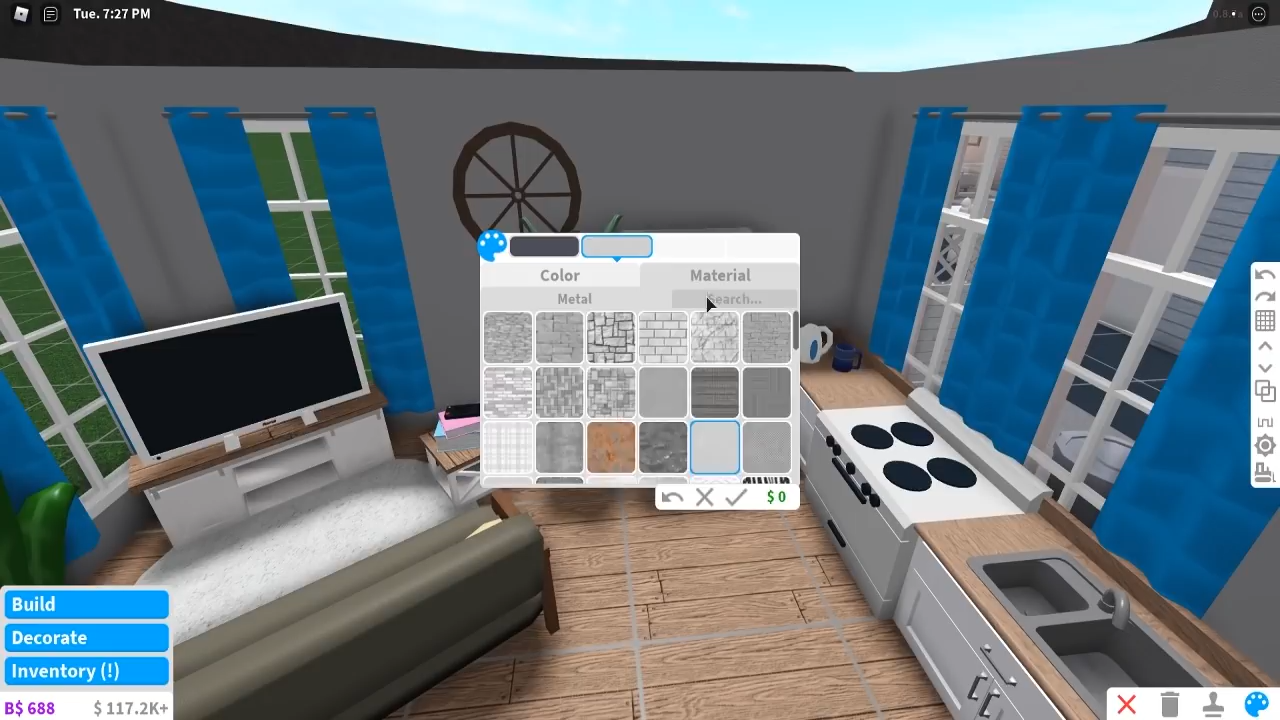 Tue. 7:27 PM
Color
Material
Metal
Search...
$ 0
Build
Decorate
Inventory (!)
B$ 688
$ 117.2K+